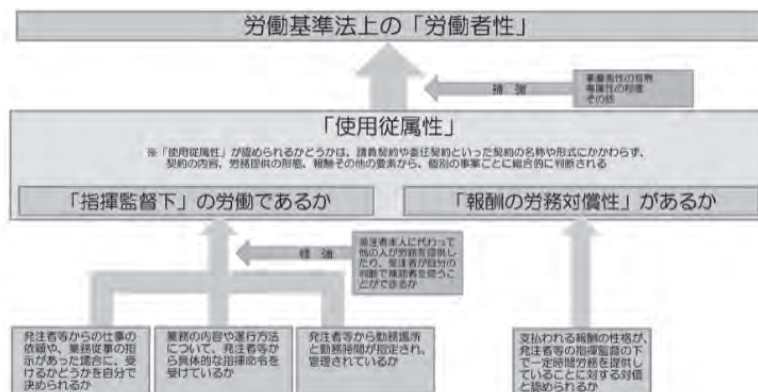 労働基準法上の「労働者性」
補 強
事業者性の有無
専属性の程度
その他
「使用従属性」
※「使用従属性」が認められるかどうかは、請負契約や委任契約といった契約の名称や形式にかかわらず、
契約の内容、労務提供の形態、報酬その他の要素から、個別の事案ごとに総合的に判断される
「指揮監督下」の労働であるか
「報酬の労務対償性」があるか
補 強
受注者本人に代わって
他の人が労務を提供し
たり、受注者が自分の
判断で補助者を使うこ
とができるか
発注者等からの仕事の
依頼や、業務従事の指
示があった場合に、受
けるかどうかを自分で
決められるか
業務の内容や遂行方法
について、発注者等か
ら具体的な指揮命令を
受けているか
発注者等から勤務場所
と勤務時間が指定され、
管理されているか
支払われる報酬の性格が、
発注者等の指揮監督の下
で一定時間労務を提供し
ていることに対する対価
と認められるか